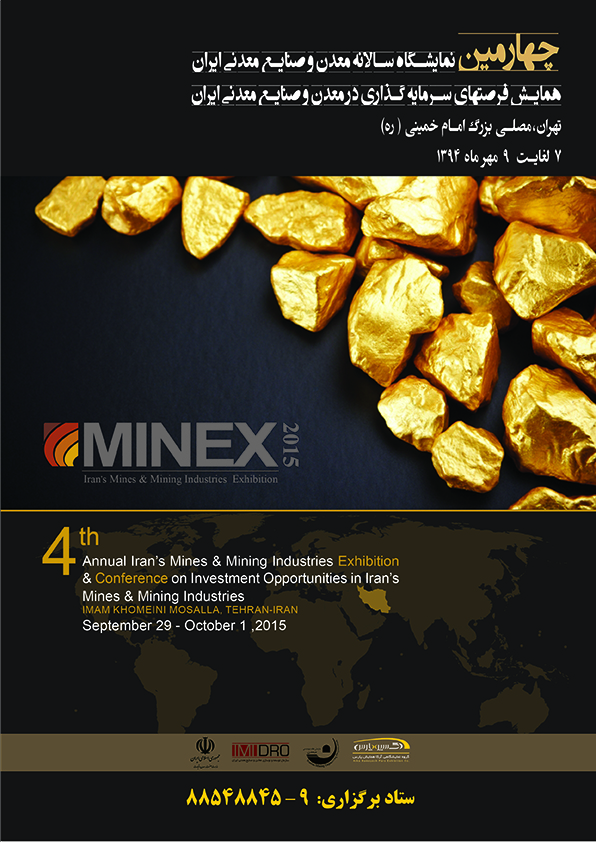 چهارمین نمایشگاه سالانه معدن و صنایع معدنی ایران
همایش فرصتهای سرمایه گذاری در معدن و صنایع معدنی ایران
تهران، مصلی بزرگ امام خمینی (ره)
۷ لغایت ۹ مهر ماه ۱۳۹۴
MINEX 2015
Iran's Mines & Mining Industries Exhibition
4th
Annual Iran's Mines & Mining Industries Exhibition
& Conference on Investment Opportunities in Iran's
Mines & Mining Industries
IMAM KHOMEINI MOSALLA, TEHRAN-IRAN
September 29 - October 1 ,2015
IMIDRO
ستاد برگزاری: ۹ - ۸۸۵۴۸۸۴۵